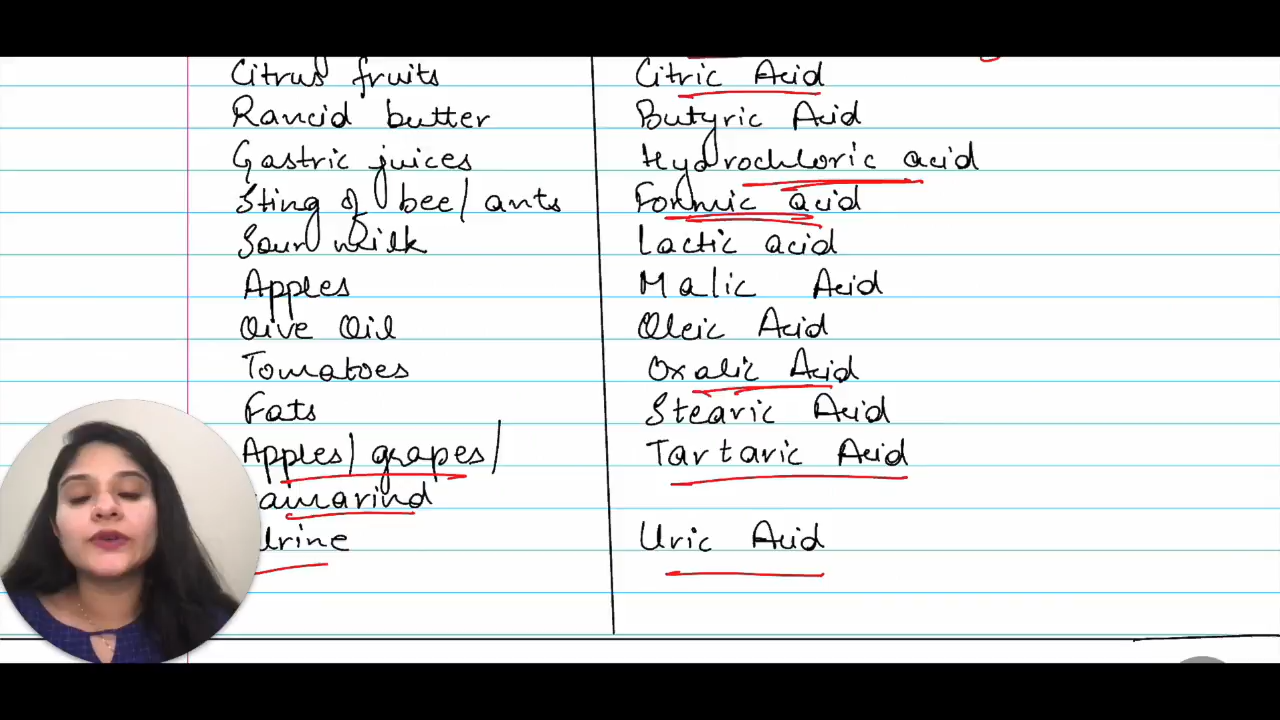 Citrus fruits Citric Acid
Rancid butter Butyric Acid
Gastric juices Hydrochloric acid
Sting of bee/ants Formic acid
Sour milk Lactic acid
Apples Malic Acid
Olive Oil Oleic Acid
Tomatoes Oxalic Acid
Fats Stearic Acid
Apples/grapes/ Tartaric Acid
amarind
Urine Uric Acid